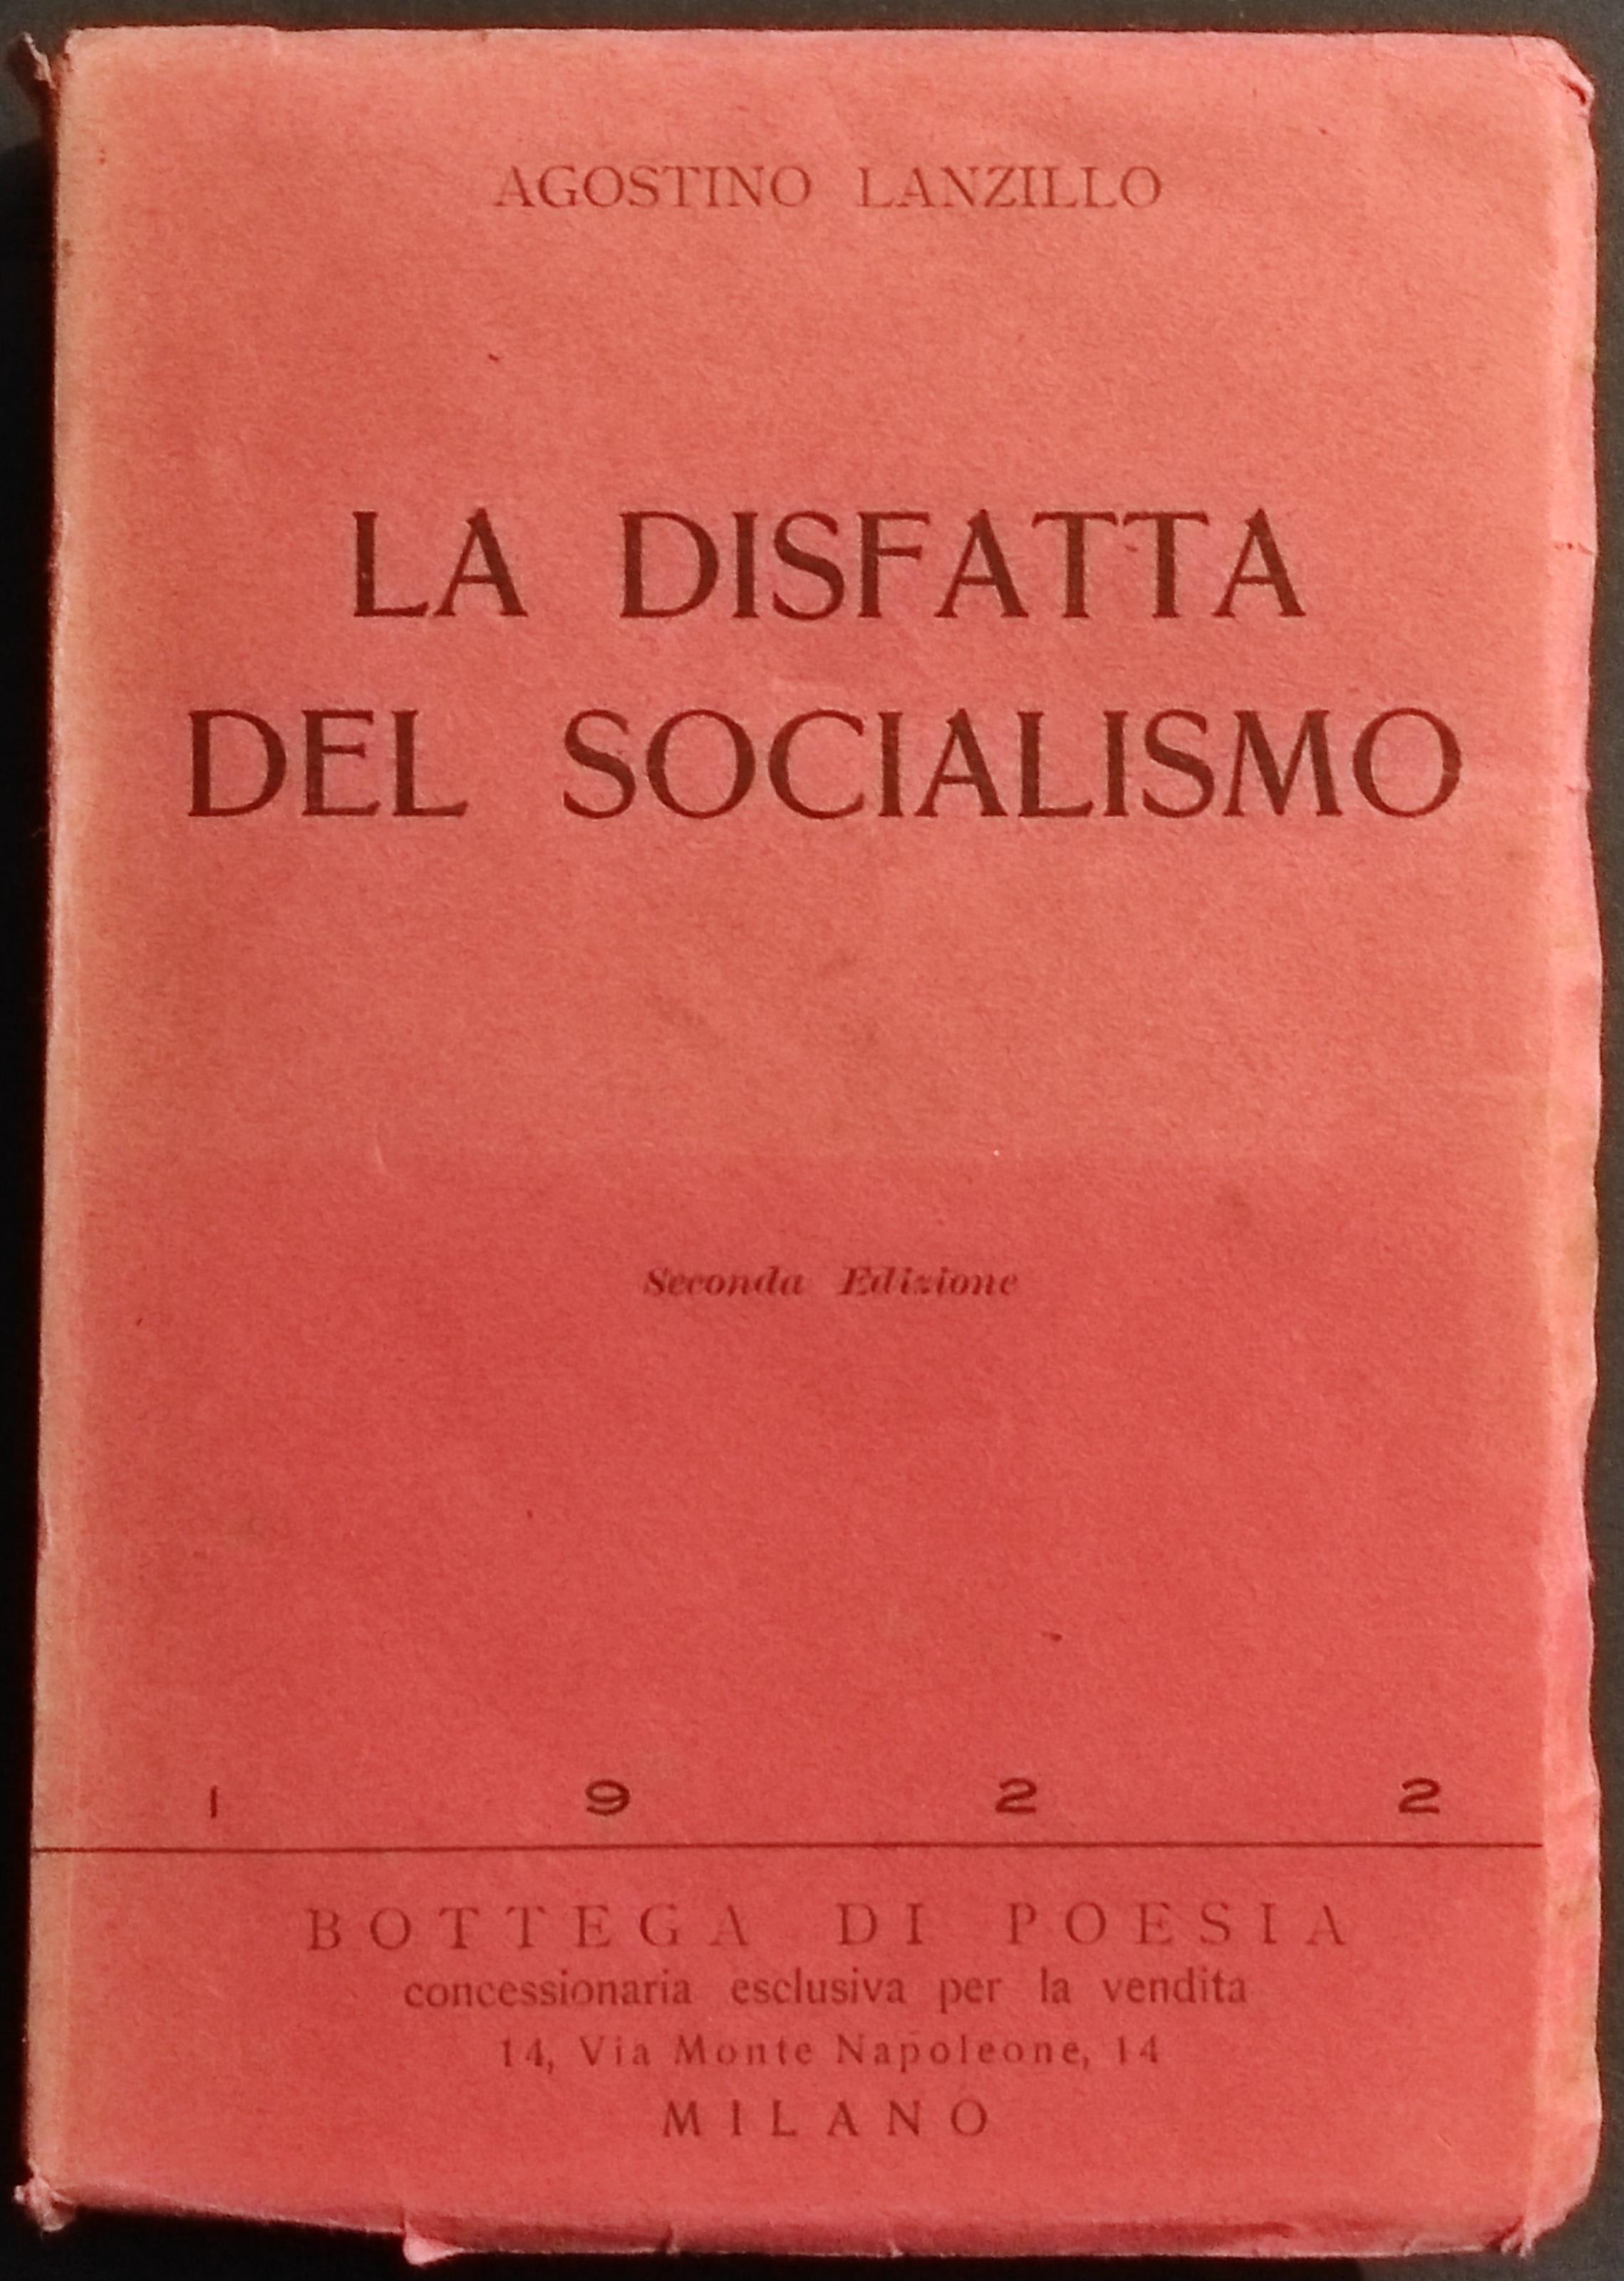 AGOSTINO LANZILLO
LA DISFATTA
DEL SOCIALISMO
Seconda Edizione
1 9 2 2
BOTTEGA DI POESIA
concessionaria esclusiva per la vendita
14, Via Monte Napoleone, 14
MILANO